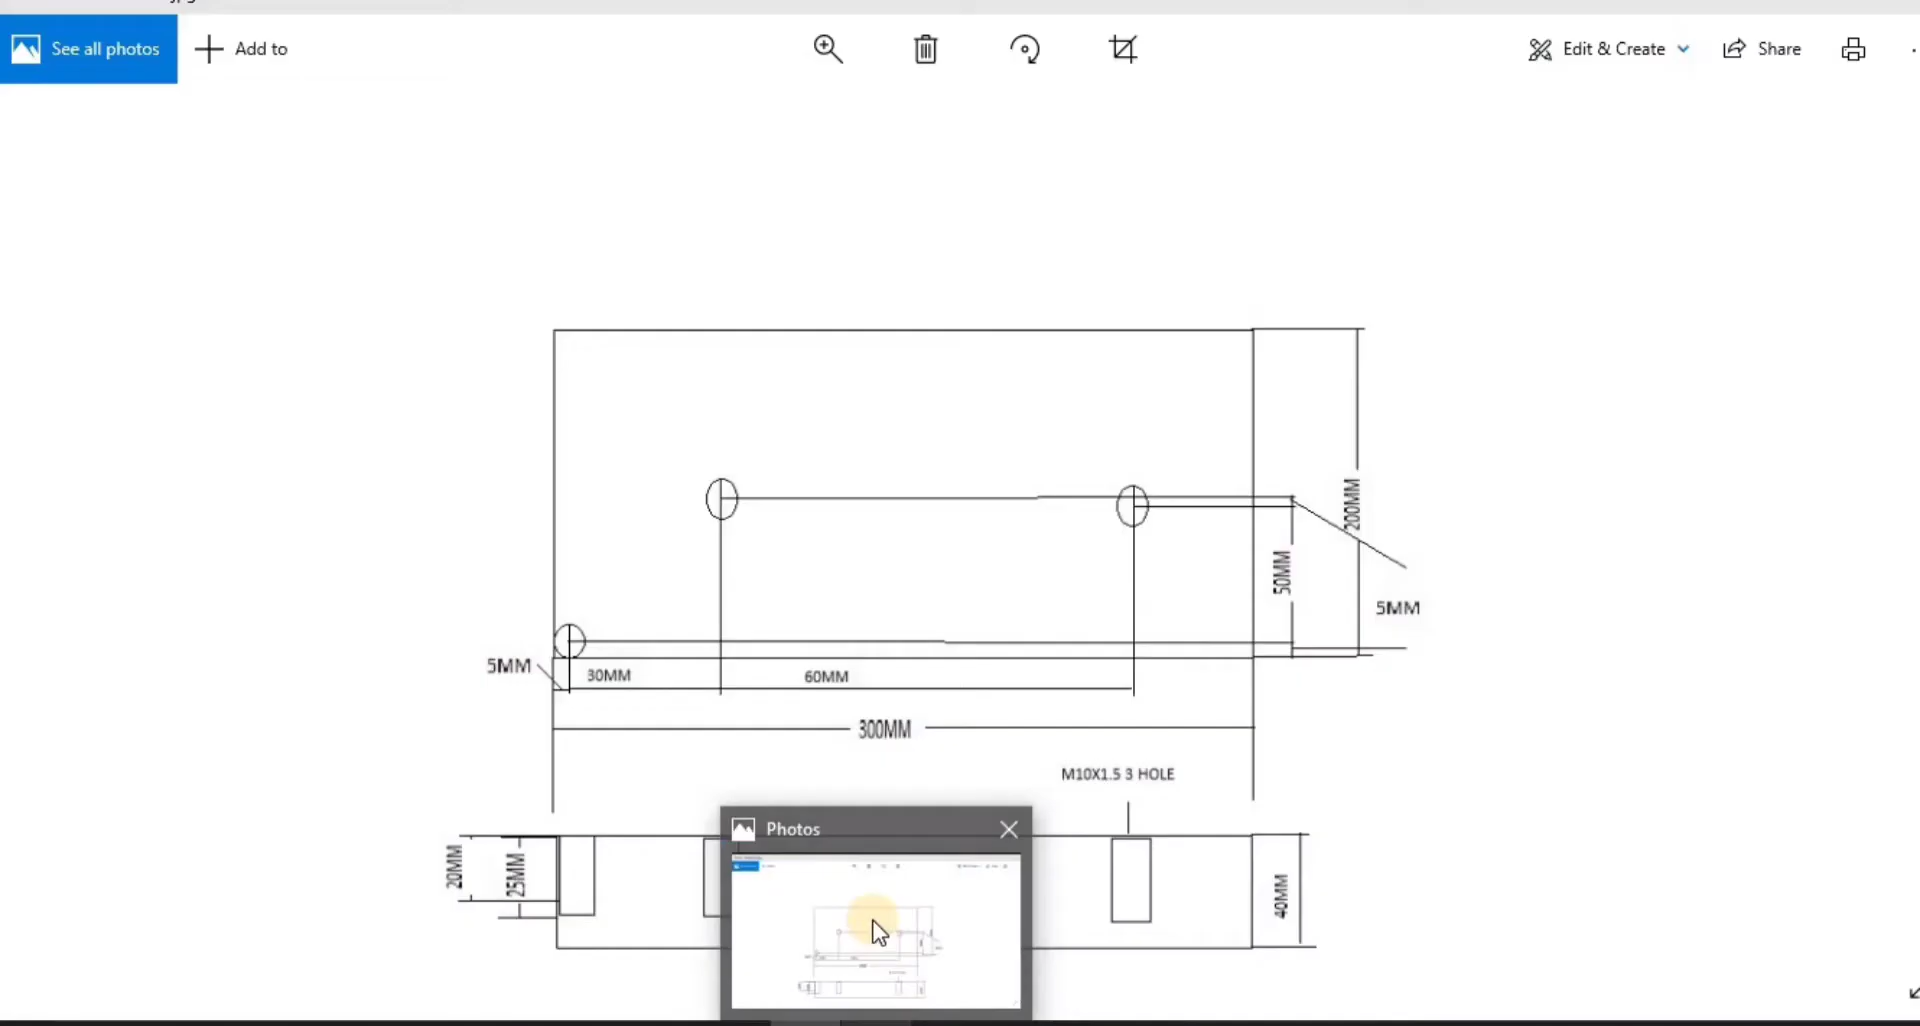 See all photos
Add to
Edit & Create
Share
200MM
50MM
5MM
5MM
30MM
60MM
300MM
M10X1.5 3 HOLE
Photos
20MM
25MM
40MM